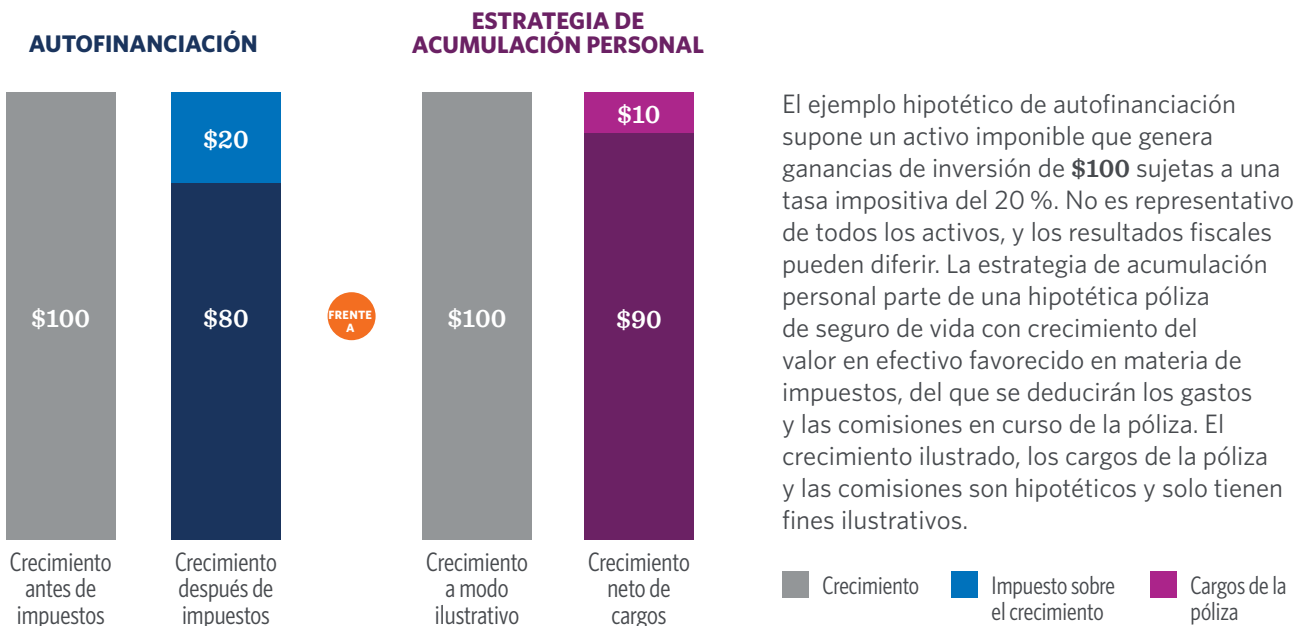 AUTOFINANCIACIÓN
$100
$20
$80
Crecimiento
antes de
impuestos
Crecimiento
después de
impuestos
FRENTE
A
ESTRATEGIA DE
ACUMULACIÓN PERSONAL
$100
$10
$90
Crecimiento
a modo
ilustrativo
Crecimiento
neto de
cargos
El ejemplo hipotético de autofinanciación
supone un activo imponible que genera
ganancias de inversión de $100 sujetas a una
tasa impositiva del 20 %. No es representativo
de todos los activos, y los resultados fiscales
pueden diferir. La estrategia de acumulación
personal parte de una hipotética póliza
de seguro de vida con crecimiento del
valor en efectivo favorecido en materia de
impuestos, del que se deducirán los gastos
y las comisiones en curso de la póliza. El
crecimiento ilustrado, los cargos de la póliza
y las comisiones son hipotéticos y solo tienen
fines ilustrativos.
Crecimiento
Impuesto sobre
el crecimiento
Cargos de la
póliza